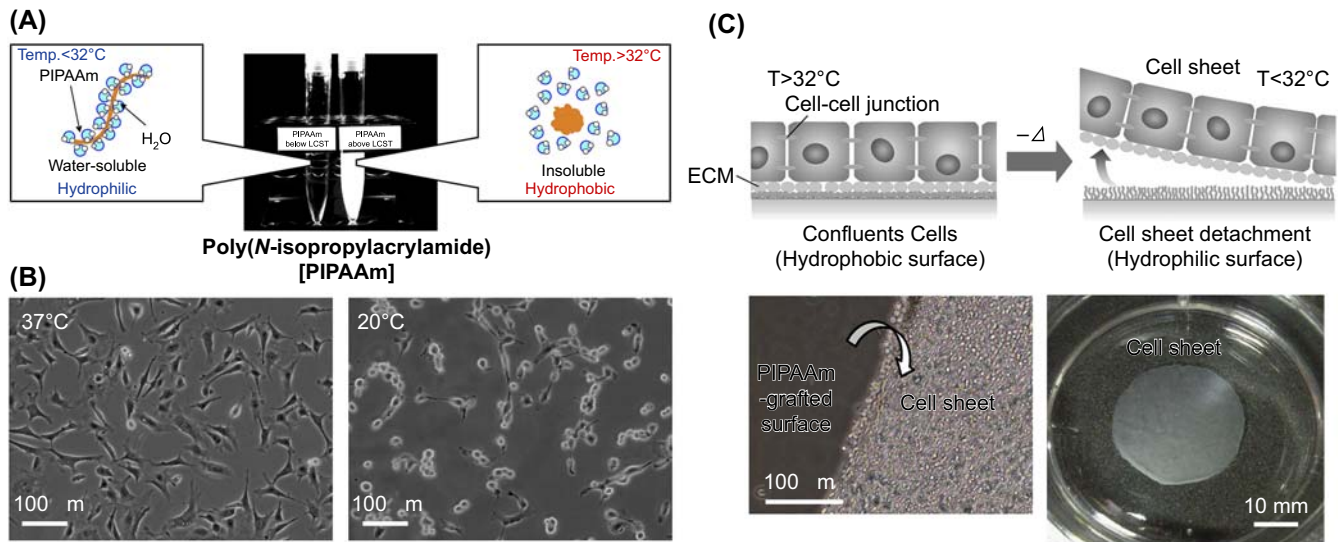 (A)
Temp.<32°C
PIPAAm
H₂O
Water-soluble
Hydrophilic
PIPAAm
below LCST
PIPAAm
above LCST
Temp.>32°C
Insoluble
Hydrophobic
Poly(N-isopropylacrylamide)
[PIPAAm]
(B)
37°C
100 m
20°C
100 m
(C)
T>32°C
Cell-cell junction
ECM
Confluents Cells
(Hydrophobic surface)
−Δ
Cell sheet
T<32°C
Cell sheet detachment
(Hydrophilic surface)
PIPAAm
-grafted
surface
Cell sheet
100 m
Cell sheet
10 mm